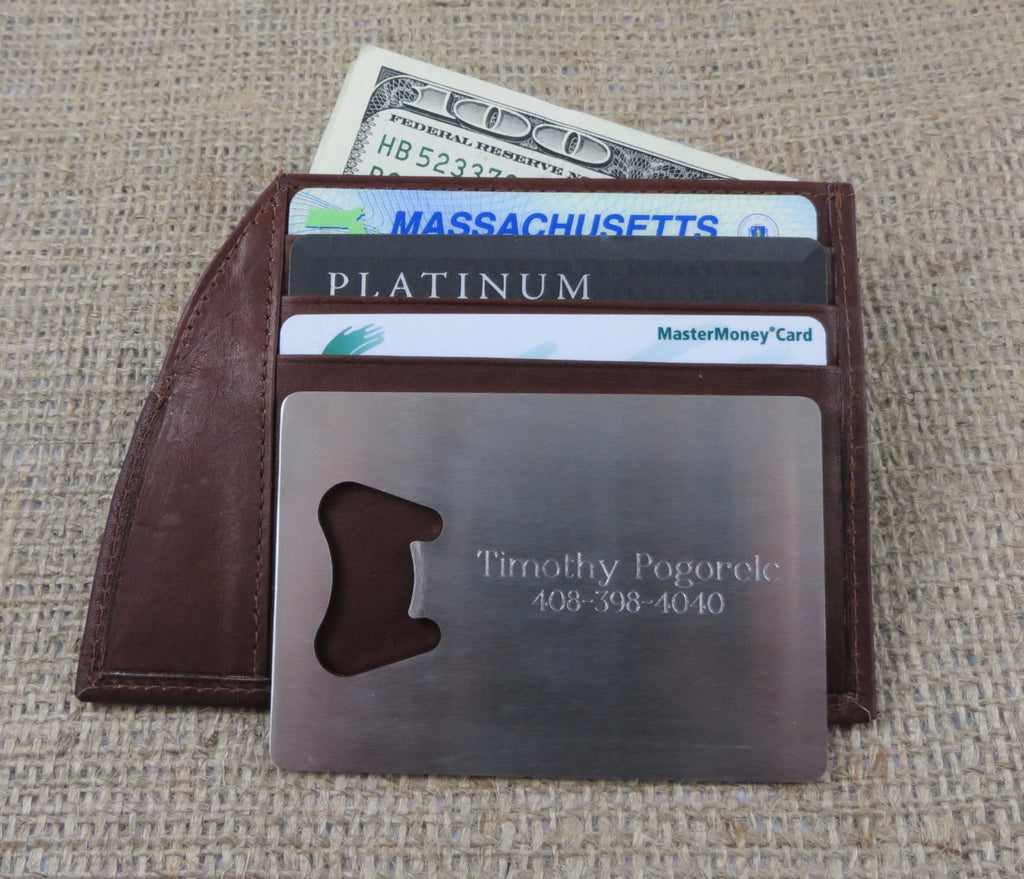 100
FEDERAL RESERVE
HB 52337
MASSACHUSETTS
PLATINUM
MasterMoney®Card
Timothy Pogorelc
408-398-4040